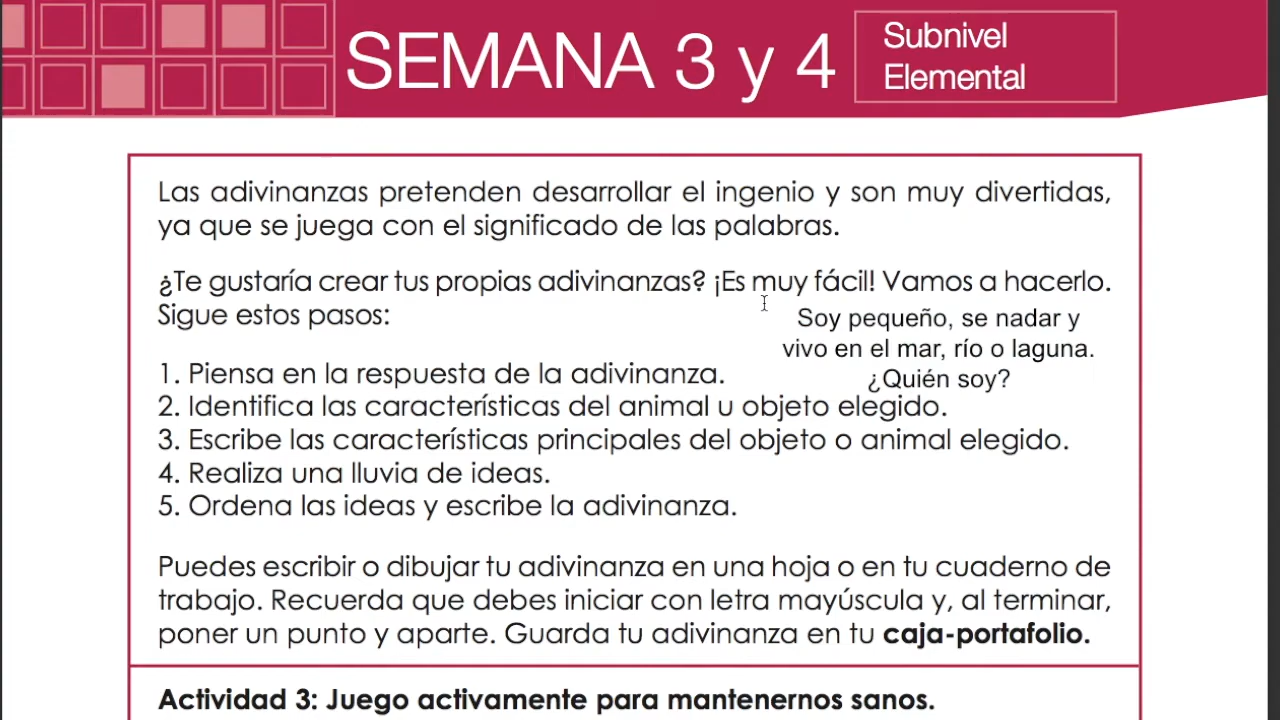 SEMANA 3 y 4
Subnivel
Elemental
Las adivinanzas pretenden desarrollar el ingenio y son muy divertidas,
ya que se juega con el significado de las palabras.
¿Te gustaría crear tus propias adivinanzas? ¡Es muy fácil! Vamos a hacerlo.
Sigue estos pasos:
Soy pequeño, se nadar y
vivo en el mar, río o laguna.
¿Quién soy?
1. Piensa en la respuesta de la adivinanza.
2. Identifica las características del animal u objeto elegido.
3. Escribe las características principales del objeto o animal elegido.
4. Realiza una lluvia de ideas.
5. Ordena las ideas y escribe la adivinanza.
Puedes escribir o dibujar tu adivinanza en una hoja o en tu cuaderno de
trabajo. Recuerda que debes iniciar con letra mayúscula y, al terminar,
poner un punto y aparte. Guarda tu adivinanza en tu caja-portafolio.
Actividad 3: Juego activamente para mantenernos sanos.